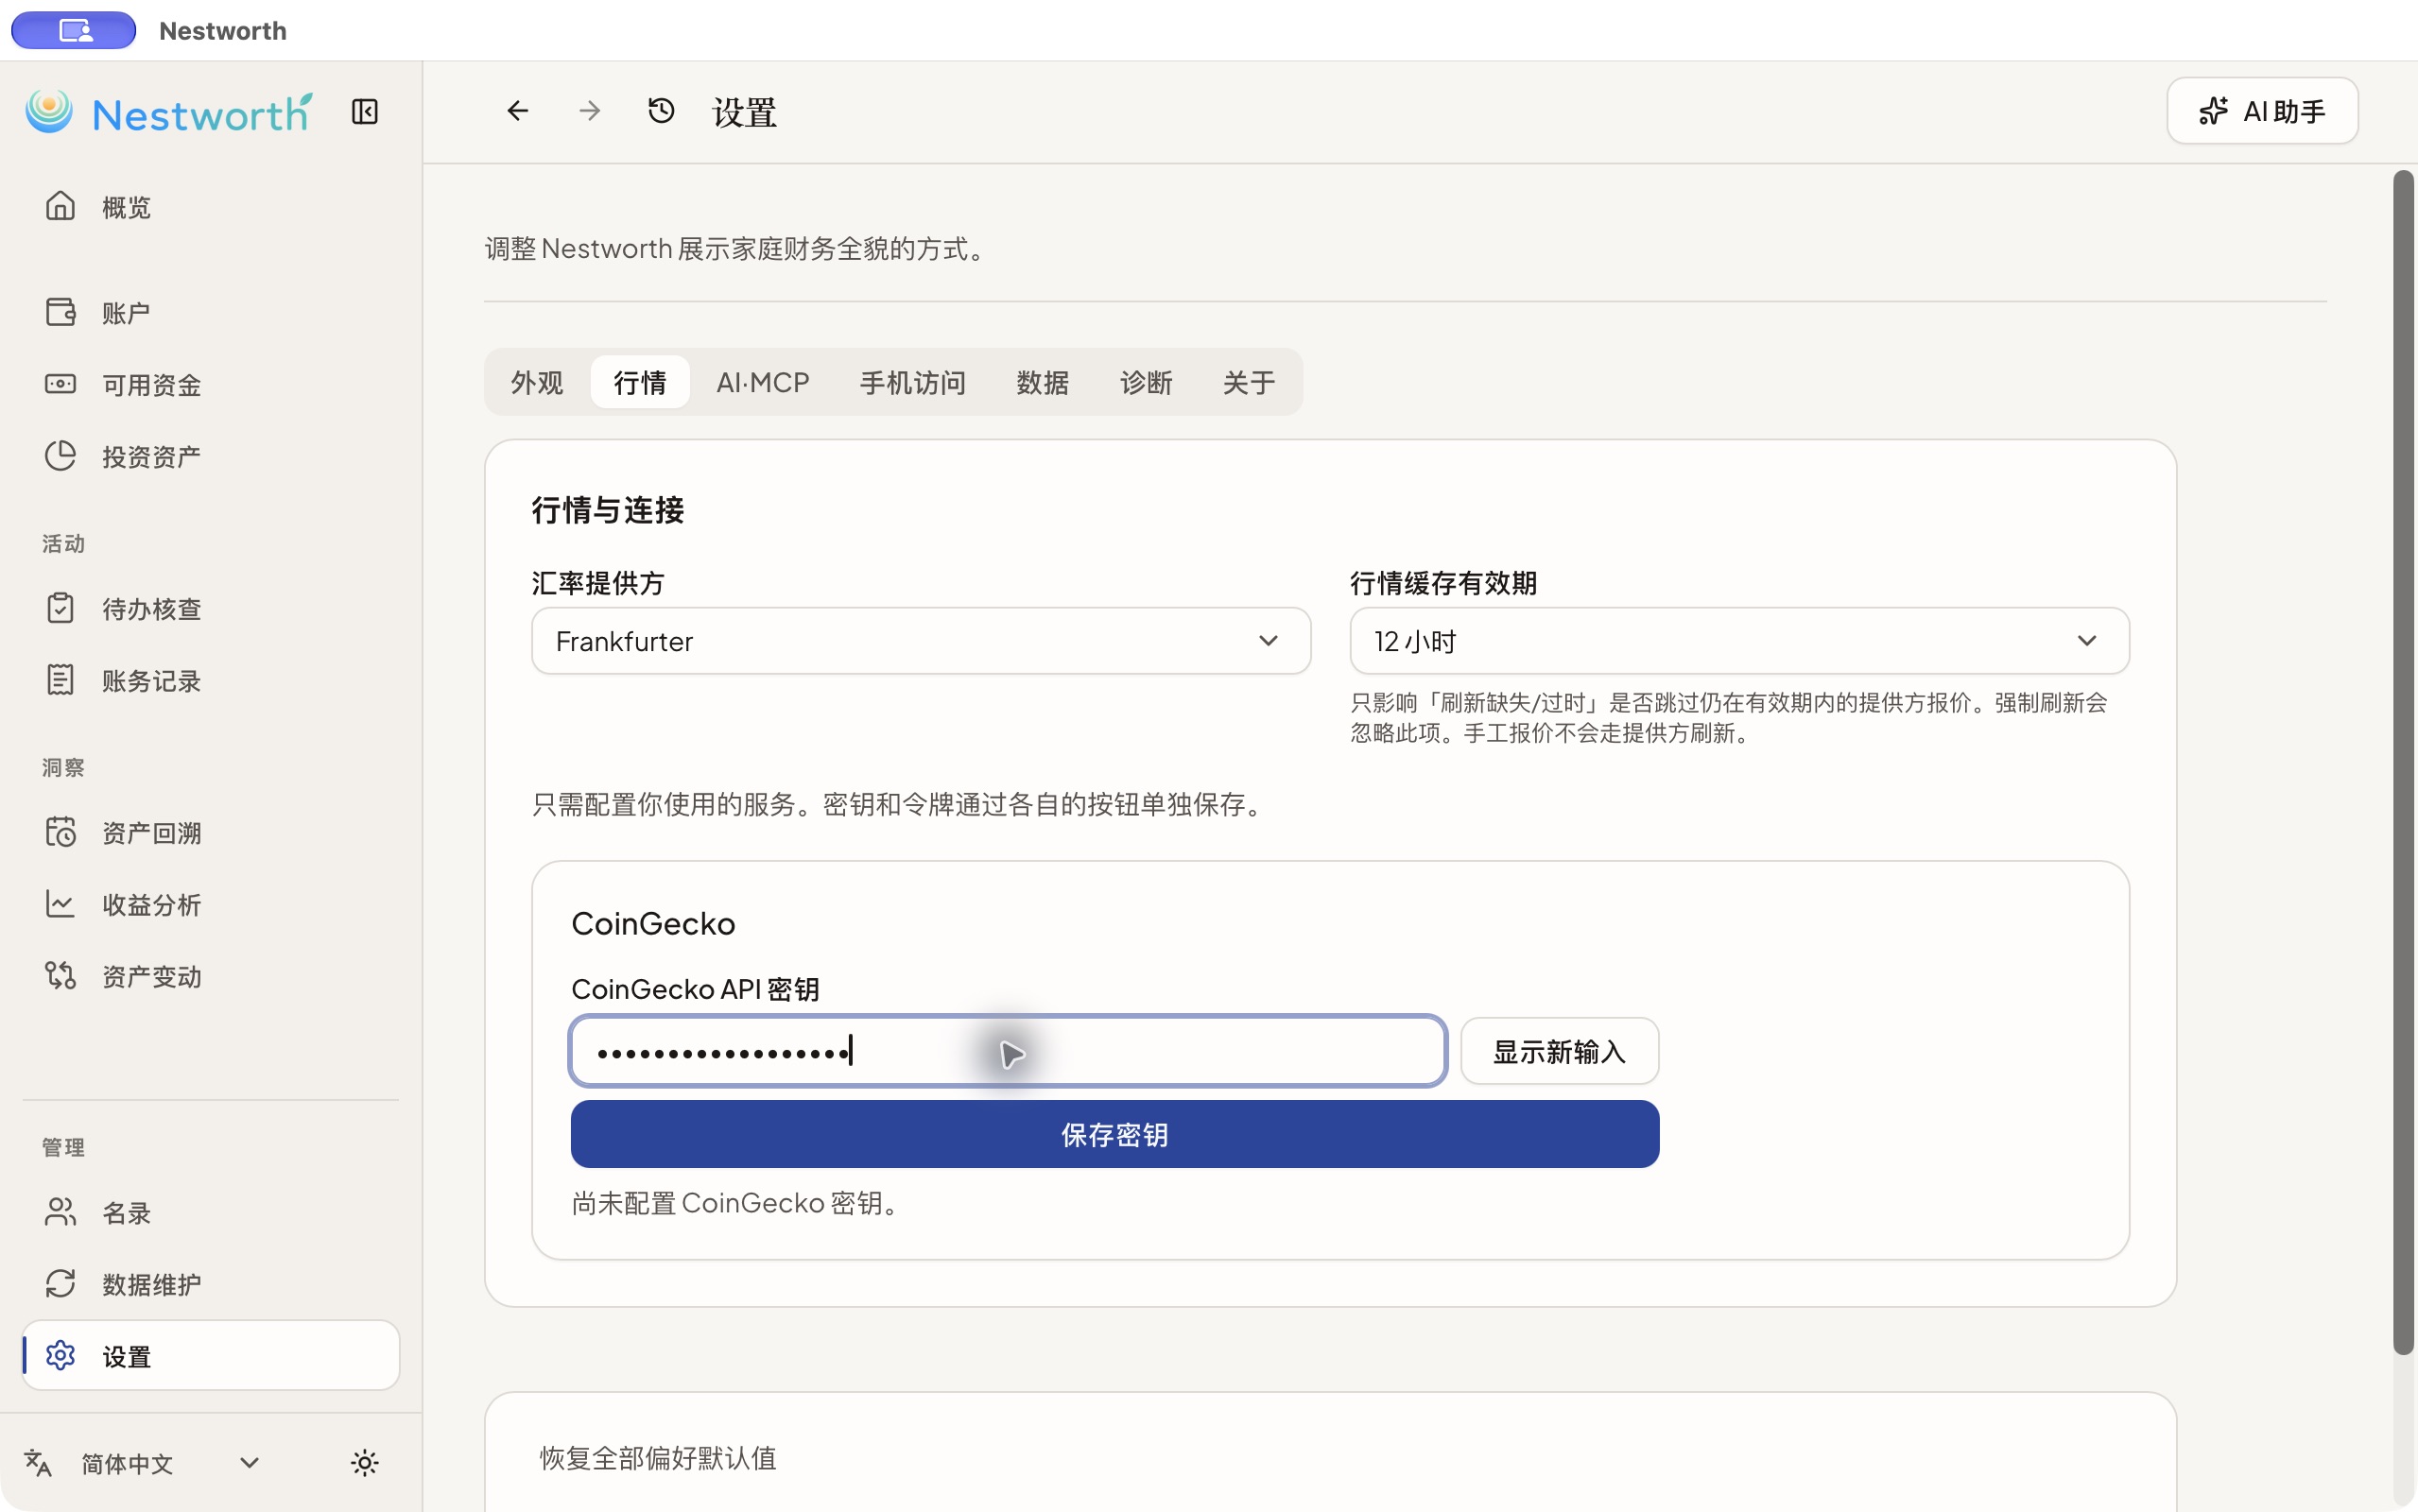 Nestworth
Nestworth
设置
AI 助手
概览
账户
可用资金
投资资产
活动
待办核查
账务记录
洞察
资产回溯
收益分析
资产变动
管理
名录
数据维护
设置
简体中文
调整 Nestworth 展示家庭财务全貌的方式。
外观 行情 AI·MCP 手机访问 数据 诊断 关于
行情与连接
汇率提供方
Frankfurter
行情缓存有效期
12 小时
只影响「刷新缺失/过时」是否跳过仍在有效期内的提供方报价。强制刷新会
忽略此项。手工报价不会走提供方刷新。
只需配置你使用的服务。密钥和令牌通过各自的按钮单独保存。
CoinGecko
CoinGecko API 密钥
••••••••••••••••••
显示新输入
保存密钥
尚未配置 CoinGecko 密钥。
恢复全部偏好默认值